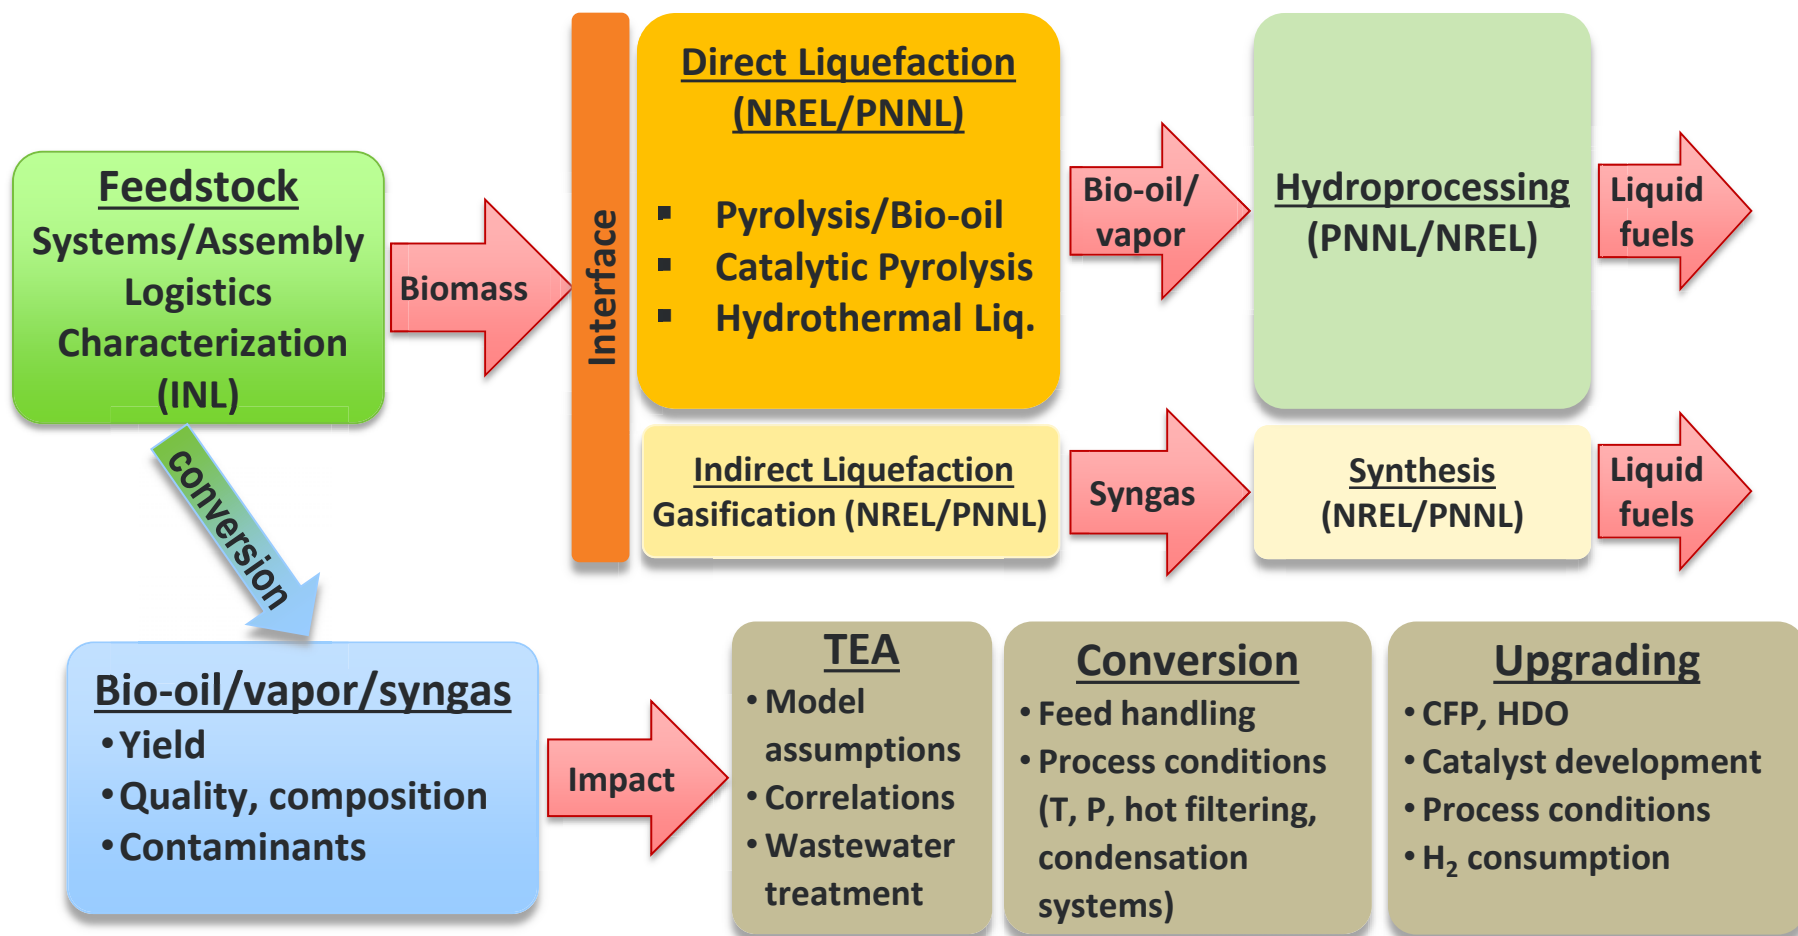 Feedstock
Systems/Assembly
Logistics
Characterization
(INL)
Biomass
Interface
Direct Liquefaction
(NREL/PNNL)
▪ Pyrolysis/Bio-oil
▪ Catalytic Pyrolysis
▪ Hydrothermal Liq.
Bio-oil/
vapor
Hydroprocessing
(PNNL/NREL)
Liquid
fuels
Indirect Liquefaction
Gasification (NREL/PNNL)
Syngas
Synthesis
(NREL/PNNL)
Liquid
fuels
conversion
Bio-oil/vapor/syngas
• Yield
• Quality, composition
• Contaminants
Impact
TEA
• Model
assumptions
• Correlations
• Wastewater
treatment
Conversion
• Feed handling
• Process conditions
(T, P, hot filtering,
condensation
systems)
Upgrading
• CFP, HDO
• Catalyst development
• Process conditions
• H₂ consumption